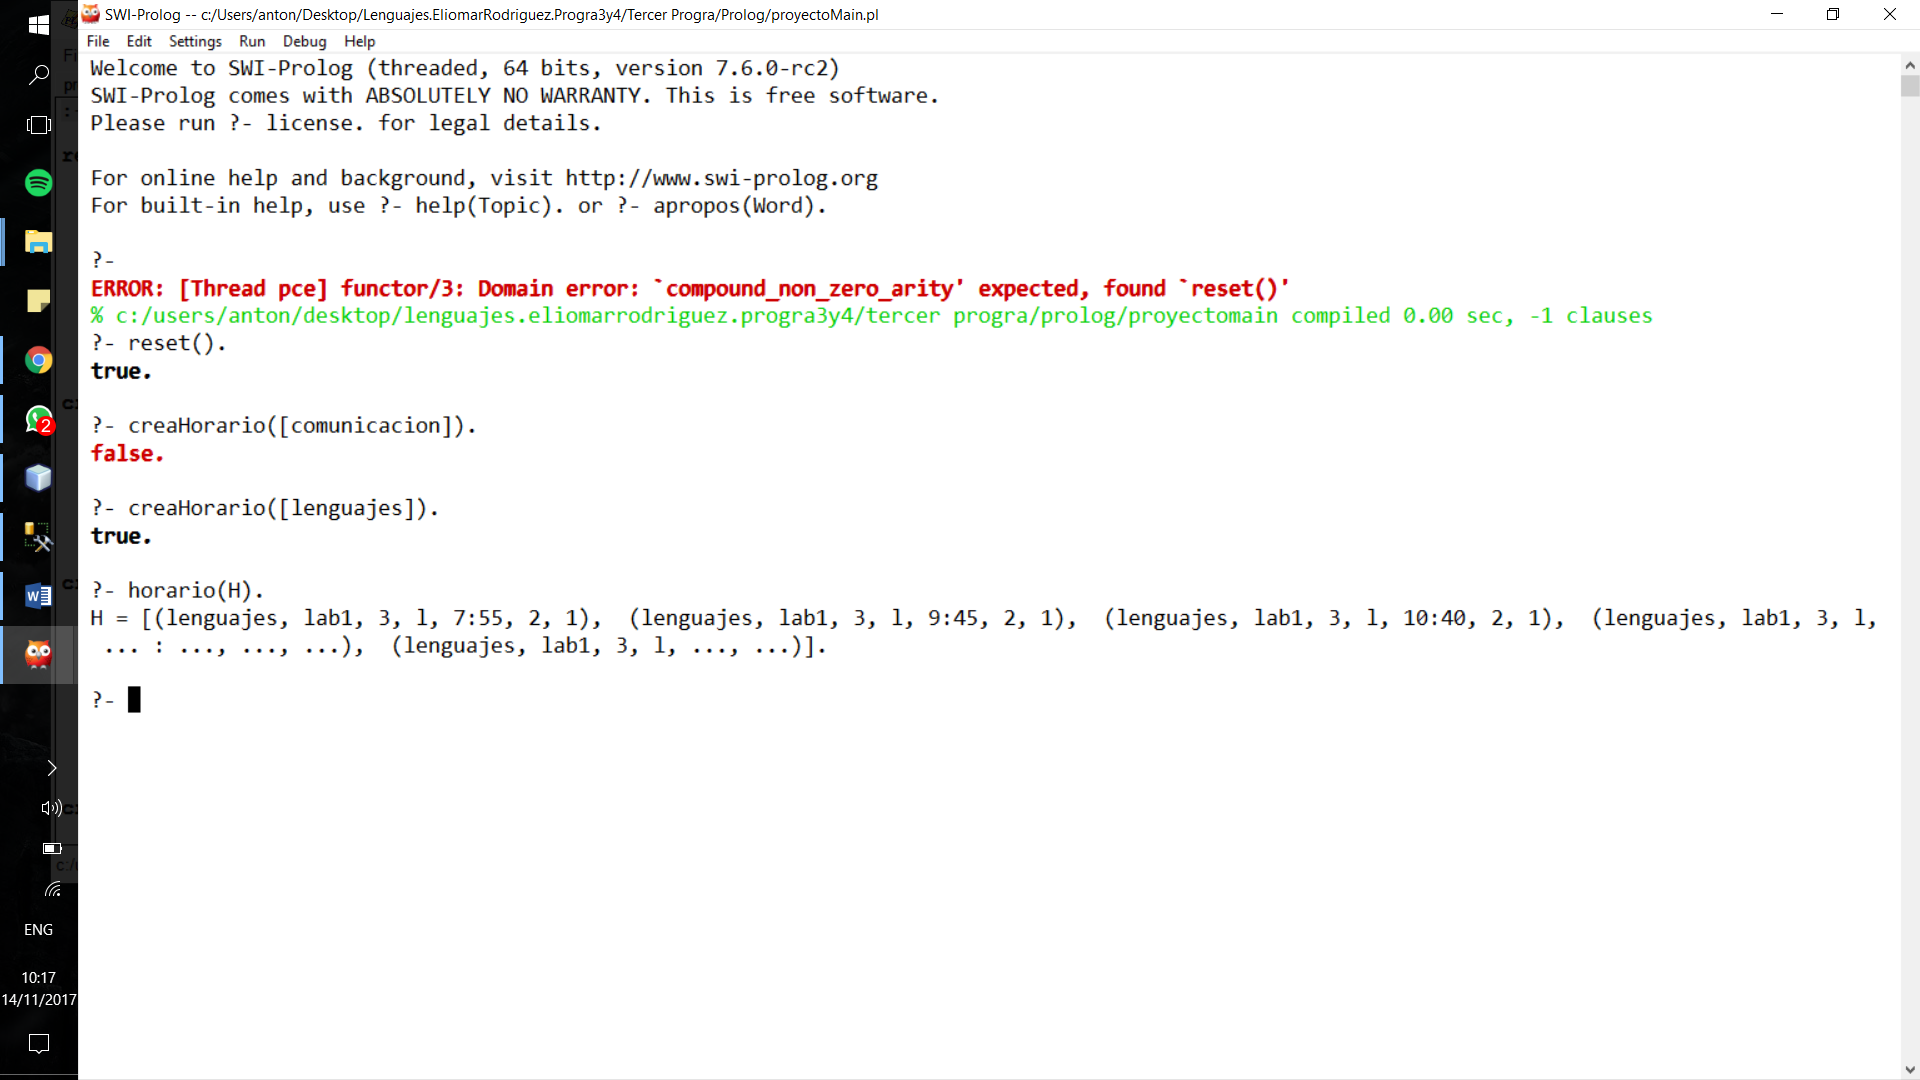 SWI-Prolog -- c:/Users/anton/Desktop/Lenguajes.EliomarRodriguez.Progra3y4/Tercer Progra/Prolog/proyectoMain.pl
File Edit Settings Run Debug Help
Welcome to SWI-Prolog (threaded, 64 bits, version 7.6.0-rc2)
SWI-Prolog comes with ABSOLUTELY NO WARRANTY. This is free software.
Please run ?- license. for legal details.
For online help and background, visit http://www.swi-prolog.org
For built-in help, use ?- help(Topic). or ?- apropos(Word).
?-
ERROR: [Thread pce] functor/3: Domain error: `compound_non_zero_arity' expected, found `reset()'
% c:/users/anton/desktop/lenguajes.eliomarrodriguez.progra3y4/tercer progra/prolog/proyectomain compiled 0.00 sec, -1 clauses
?- reset().
true.
?- creaHorario([comunicacion]).
false.
?- creaHorario([lenguajes]).
true.
?- horario(H).
H = [(lenguajes, lab1, 3, l, 7:55, 2, 1),  (lenguajes, lab1, 3, l, 9:45, 2, 1),  (lenguajes, lab1, 3, l, 10:40, 2, 1),  (lenguajes, lab1, 3, l,
... : ..., ..., ...),  (lenguajes, lab1, 3, l, ..., ...)].
?-
2
W
ENG
10:17
14/11/2017